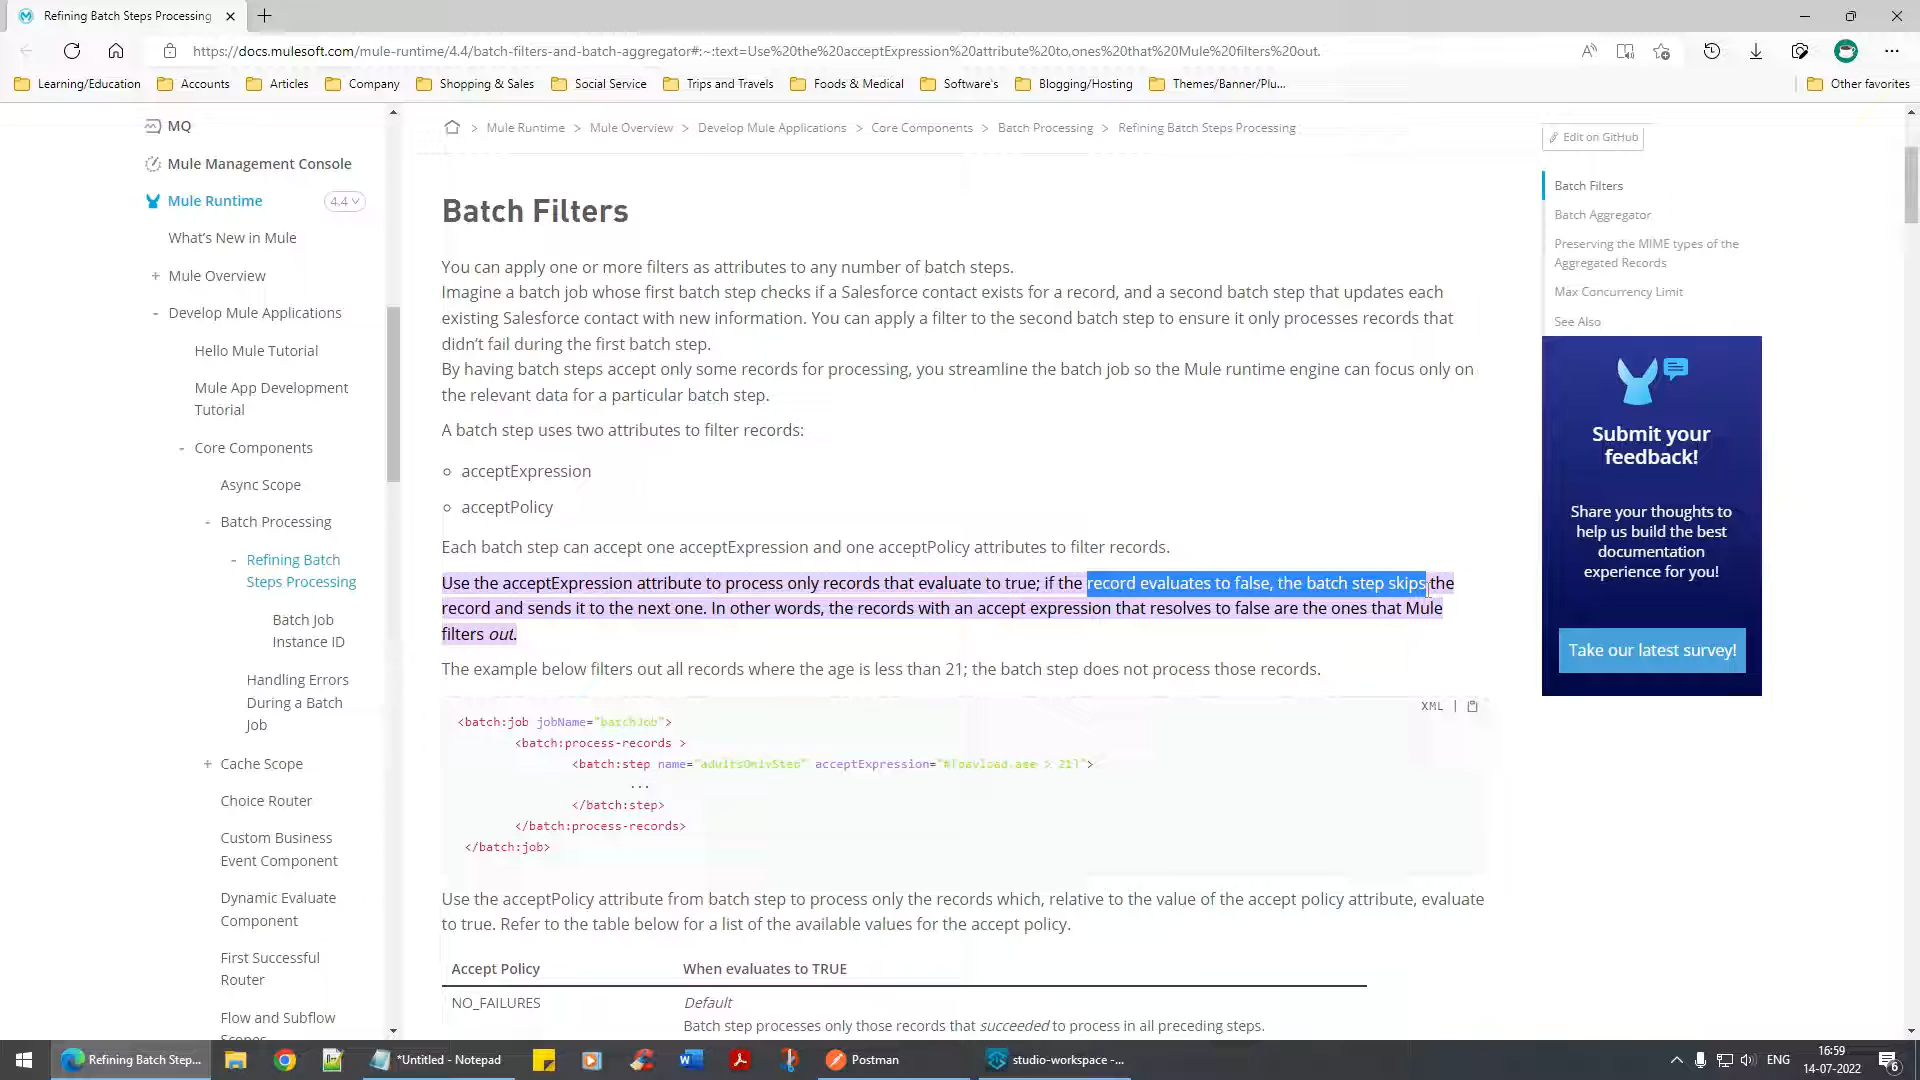 Refining Batch Steps Processing
https://docs.mulesoft.com/mule-runtime/4.4/batch-filters-and-batch-aggregator#:~:text=Use%20the%20acceptExpression%20attribute%20to,ones%20that%20Mule%20filters%20out.
Learning/Education
Accounts
Articles
Company
Shopping & Sales
Social Service
Trips and Travels
Foods & Medical
Software's
Blogging/Hosting
Themes/Banner/Plu...
Other favorites
MQ
Mule Management Console
Mule Runtime
4.4
What's New in Mule
+ Mule Overview
- Develop Mule Applications
Hello Mule Tutorial
Mule App Development
Tutorial
- Core Components
Async Scope
- Batch Processing
- Refining Batch
Steps Processing
Batch Job
Instance ID
Handling Errors
During a Batch
Job
+ Cache Scope
Choice Router
Custom Business
Event Component
Dynamic Evaluate
Component
First Successful
Router
Flow and Subflow
Scopes
> Mule Runtime > Mule Overview > Develop Mule Applications > Core Components > Batch Processing > Refining Batch Steps Processing
Batch Filters
You can apply one or more filters as attributes to any number of batch steps.
Imagine a batch job whose first batch step checks if a Salesforce contact exists for a record, and a second batch step that updates each
existing Salesforce contact with new information. You can apply a filter to the second batch step to ensure it only processes records that
didn't fail during the first batch step.
By having batch steps accept only some records for processing, you streamline the batch job so the Mule runtime engine can focus only on
the relevant data for a particular batch step.
A batch step uses two attributes to filter records:
acceptExpression
acceptPolicy
Each batch step can accept one acceptExpression and one acceptPolicy attributes to filter records.
Use the acceptExpression attribute to process only records that evaluate to true; if the record evaluates to false, the batch step skips the
record and sends it to the next one. In other words, the records with an accept expression that resolves to false are the ones that Mule
filters out.
The example below filters out all records where the age is less than 21; the batch step does not process those records.
XML |
<batch:job jobName="batchJob">
<batch:process-records >
<batch:step name="adultsOnlyStep" acceptExpression="#[payload.age > 21]">
...
</batch:step>
</batch:process-records>
</batch:job>
Use the acceptPolicy attribute from batch step to process only the records which, relative to the value of the accept policy attribute, evaluate
to true. Refer to the table below for a list of the available values for the accept policy.
Accept Policy When evaluates to TRUE
NO_FAILURES Default
Batch step processes only those records that succeeded to process in all preceding steps.
Edit on GitHub
Batch Filters
Batch Aggregator
Preserving the MIME types of the
Aggregated Records
Max Concurrency Limit
See Also
Submit your
feedback!
Share your thoughts to
help us build the best
documentation
experience for you!
Take our latest survey!
Refining Batch Step...
*Untitled - Notepad
Postman
studio-workspace -...
ENG
16:59
14-07-2022
6